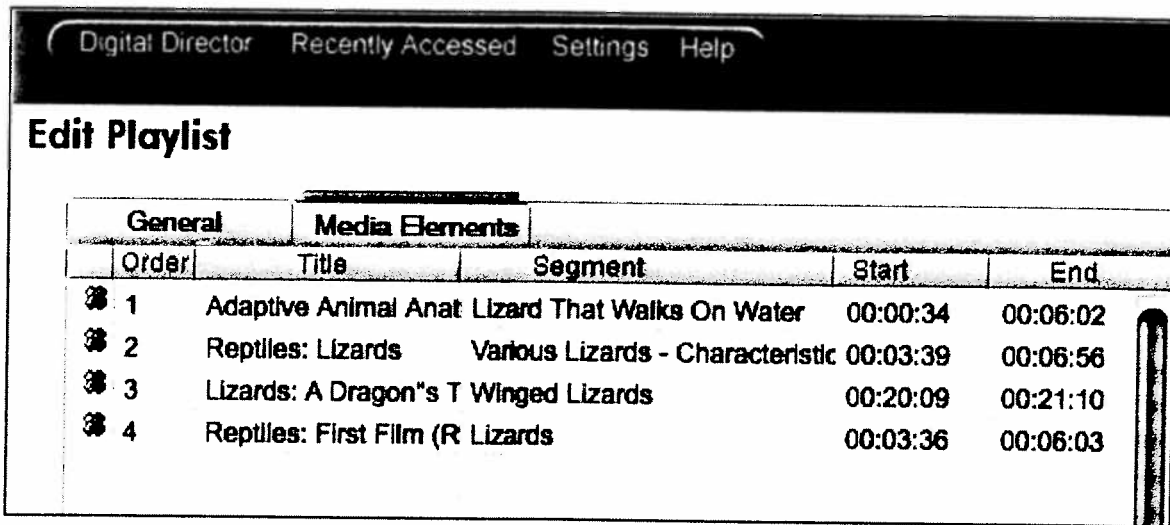 Digital Director Recently Accessed Settings Help
Edit Playlist
General Media Elements
Order Title Segment Start End
1 Adaptive Animal Anat Lizard That Walks On Water 00:00:34 00:06:02
2 Reptiles: Lizards Various Lizards - Characteristic 00:03:39 00:06:56
3 Lizards: A Dragon"s T Winged Lizards 00:20:09 00:21:10
4 Reptiles: First Film (R Lizards 00:03:36 00:06:03